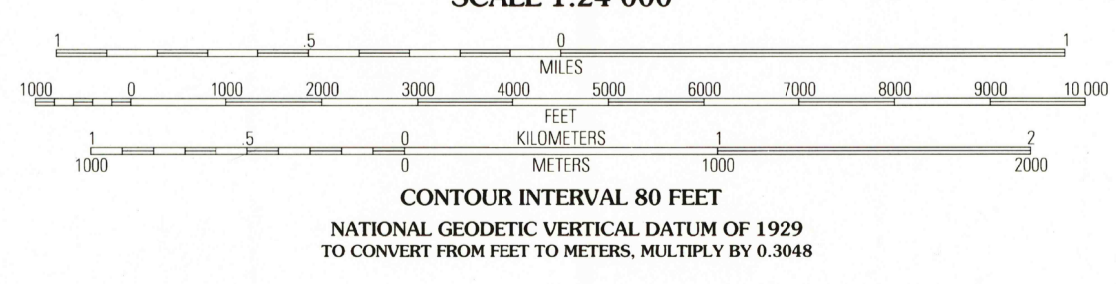 SCALE 1:24 000
1 .5 0 1
MILES
1000 0 1000 2000 3000 4000 5000 6000 7000 8000 9000 10 000
FEET
1 .5 0 KILOMETERS 1 2
1000 0 METERS 1000 2000
CONTOUR INTERVAL 80 FEET
NATIONAL GEODETIC VERTICAL DATUM OF 1929
TO CONVERT FROM FEET TO METERS, MULTIPLY BY 0.3048